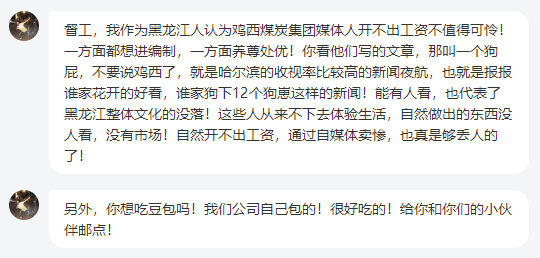 督工，我作为黑龙江人认为鸡西煤炭集团媒体人开不出工资不值得可怜！
一方面都想进编制，一方面养尊处优！你看他们写的文章，那叫一个狗
屁，不要说鸡西了，就是哈尔滨的收视率比较高的新闻夜航，也就是报报
谁家花开的好看，谁家狗下12个狗崽这样的新闻！能有人看，也代表了
黑龙江整体文化的没落！这些人从来不下去体验生活，自然做出的东西没
人看，没有市场！自然开不出工资，通过自媒体卖惨，也真是够丢人的
了！
另外，你想吃豆包吗！我们公司自己包的！很好吃的！给你和你们的小伙
伴邮点！